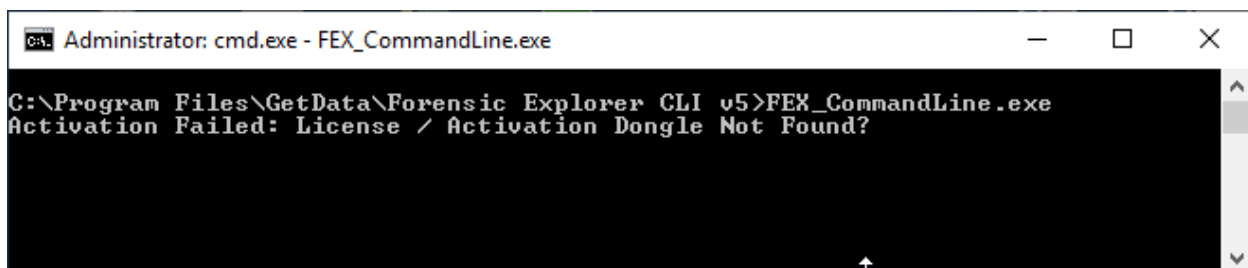 Administrator: cmd.exe - FEX_CommandLine.exe
C:\Program Files\GetData\Forensic Explorer CLI v5>FEX_CommandLine.exe
Activation Failed: License / Activation Dongle Not Found?